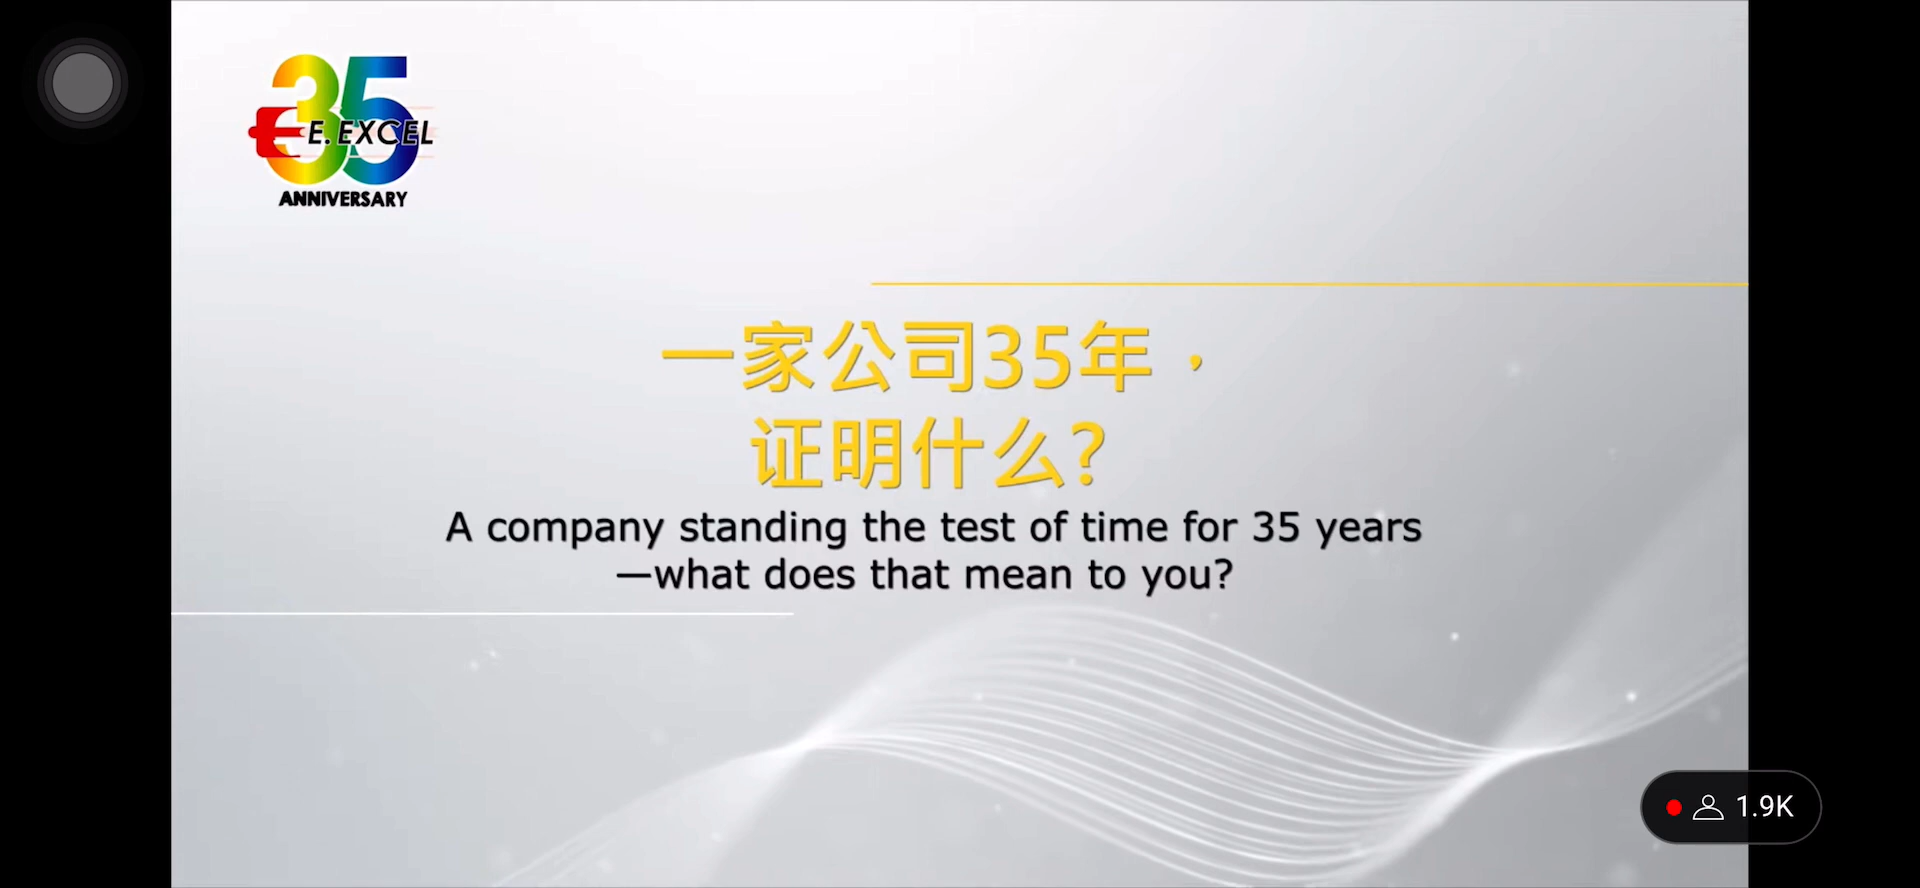 35
E. EXCEL
ANNIVERSARY
一家公司35年，
证明什么?
A company standing the test of time for 35 years
—what does that mean to you?
1.9K